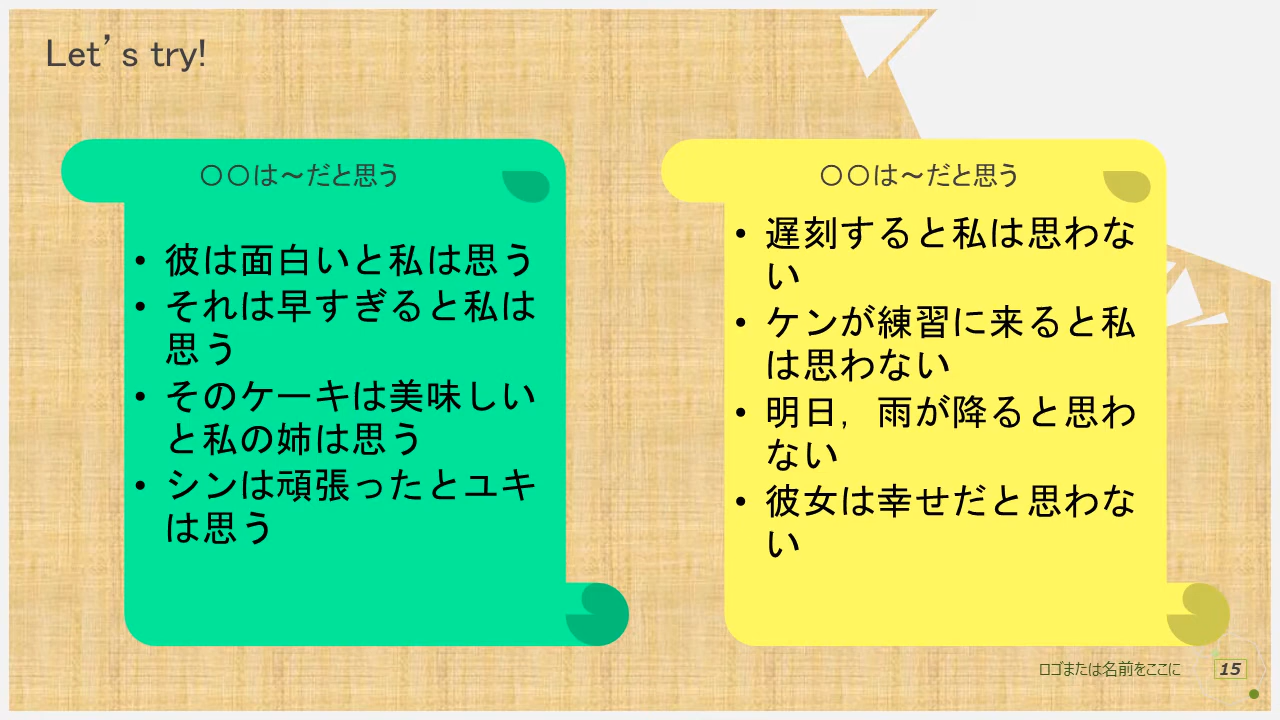 Let's try!
○○は～だと思う
• 彼は面白いと私は思う
• それは早すぎると私は
思う
• そのケーキは美味しい
と私の姉は思う
• シンは頑張ったとユキ
は思う
○○は～だと思う
• 遅刻すると私は思わな
い
• ケンが練習に来ると私
は思わない
• 明日，雨が降ると思わ
ない
• 彼女は幸せだと思わな
い
ロゴまたは名前をここに
15